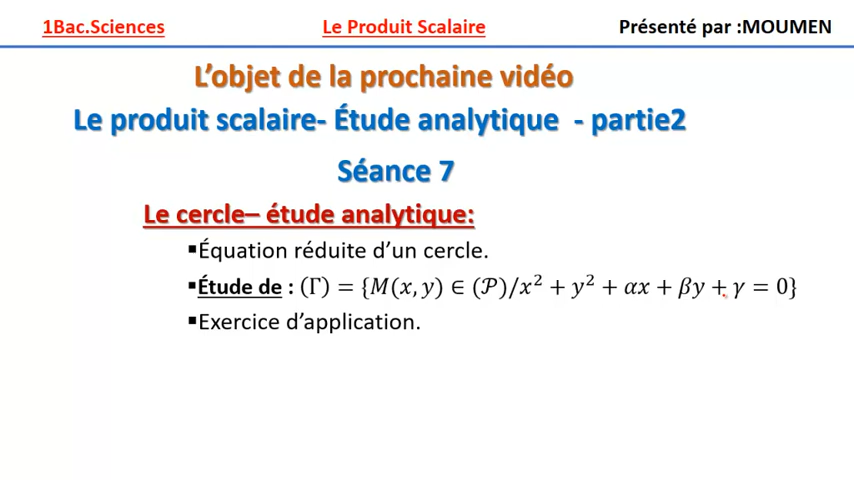 1Bac.Sciences Le Produit Scalaire Présenté par :MOUMEN
L'objet de la prochaine vidéo
Le produit scalaire- Étude analytique - partie2
Séance 7
Le cercle– étude analytique:
▪Équation réduite d'un cercle.
▪Étude de : (Γ) = {M(x, y) ∈ (𝒫)/x² + y² + αx + βy + γ = 0}
▪Exercice d'application.